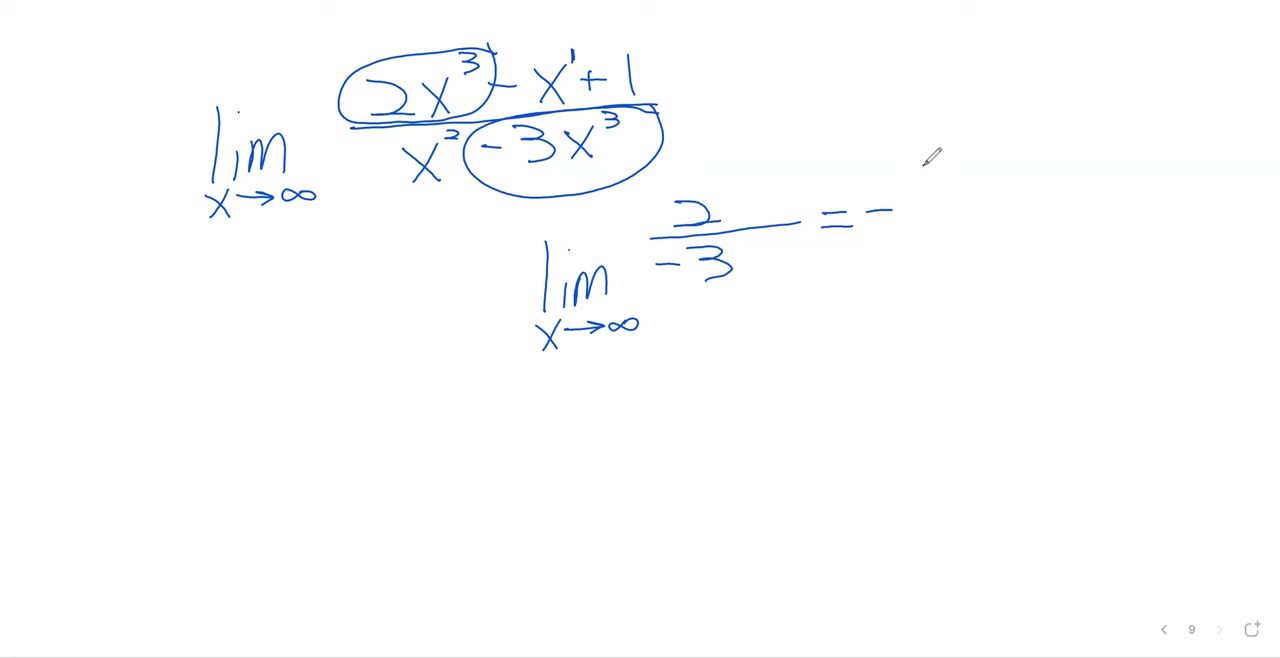 2x³ - x¹ + 1
lim
x² - 3x³
x → ∞
2 = -
lim
-3
x → ∞
9